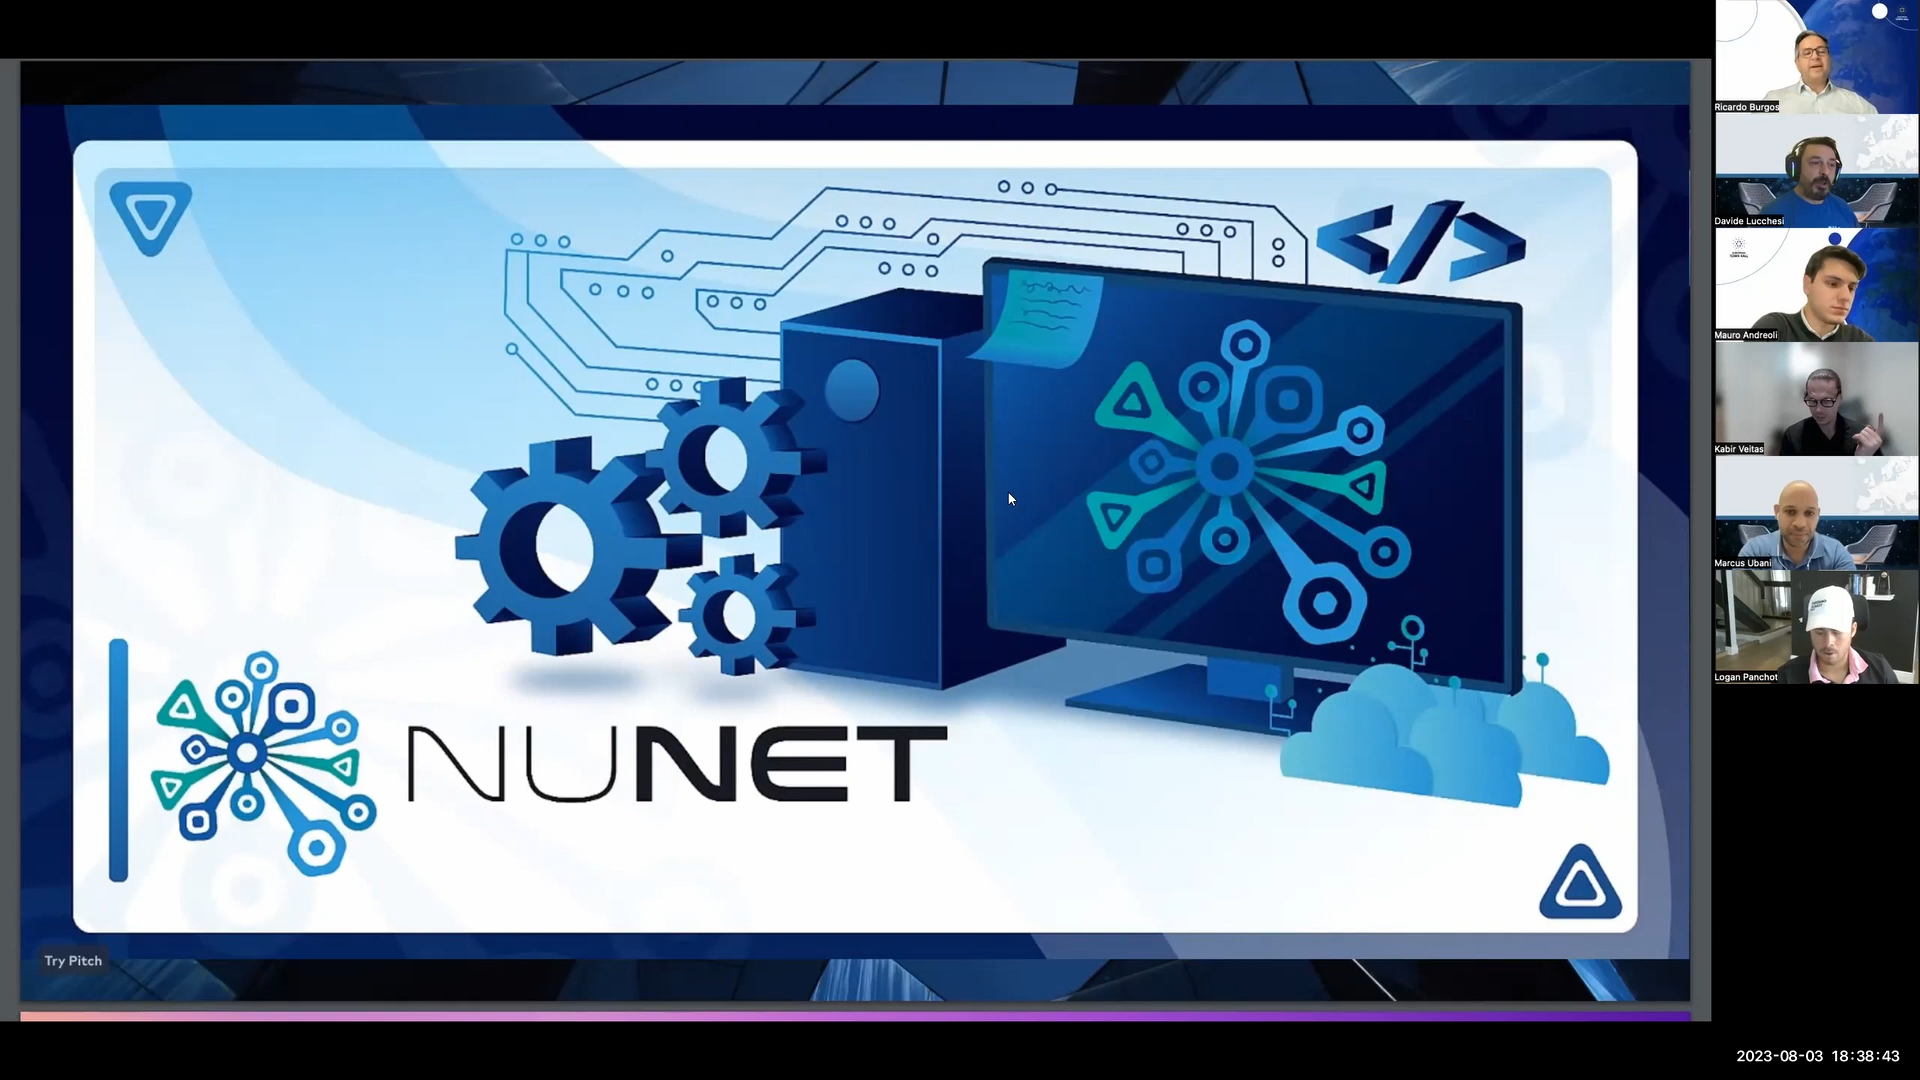 </>
NUNET
Try Pitch
Ricardo Burgos
Davide Lucchesi
Mauro Andreoli
Kabir Veitas
Marcus Ubani
Logan Panchot
2023-08-03 18:38:43